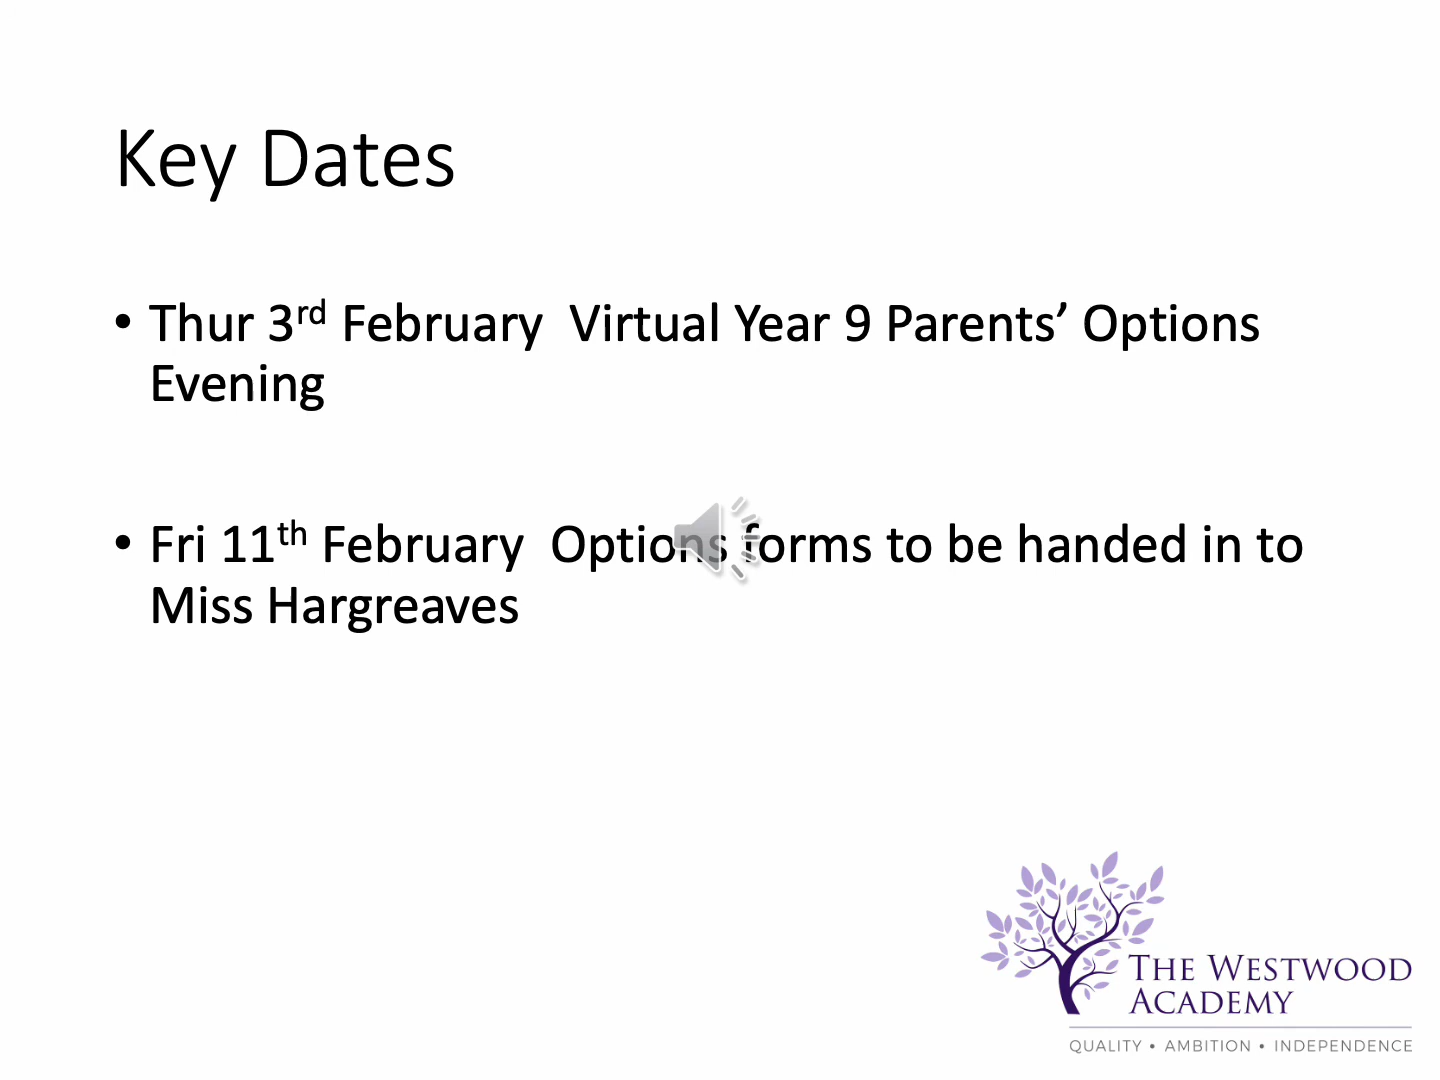 Key Dates
• Thur 3rd February  Virtual Year 9 Parents’ Options
Evening
• Fri 11th February  Options forms to be handed in to
Miss Hargreaves
THE WESTWOOD
ACADEMY
QUALITY • AMBITION • INDEPENDENCE